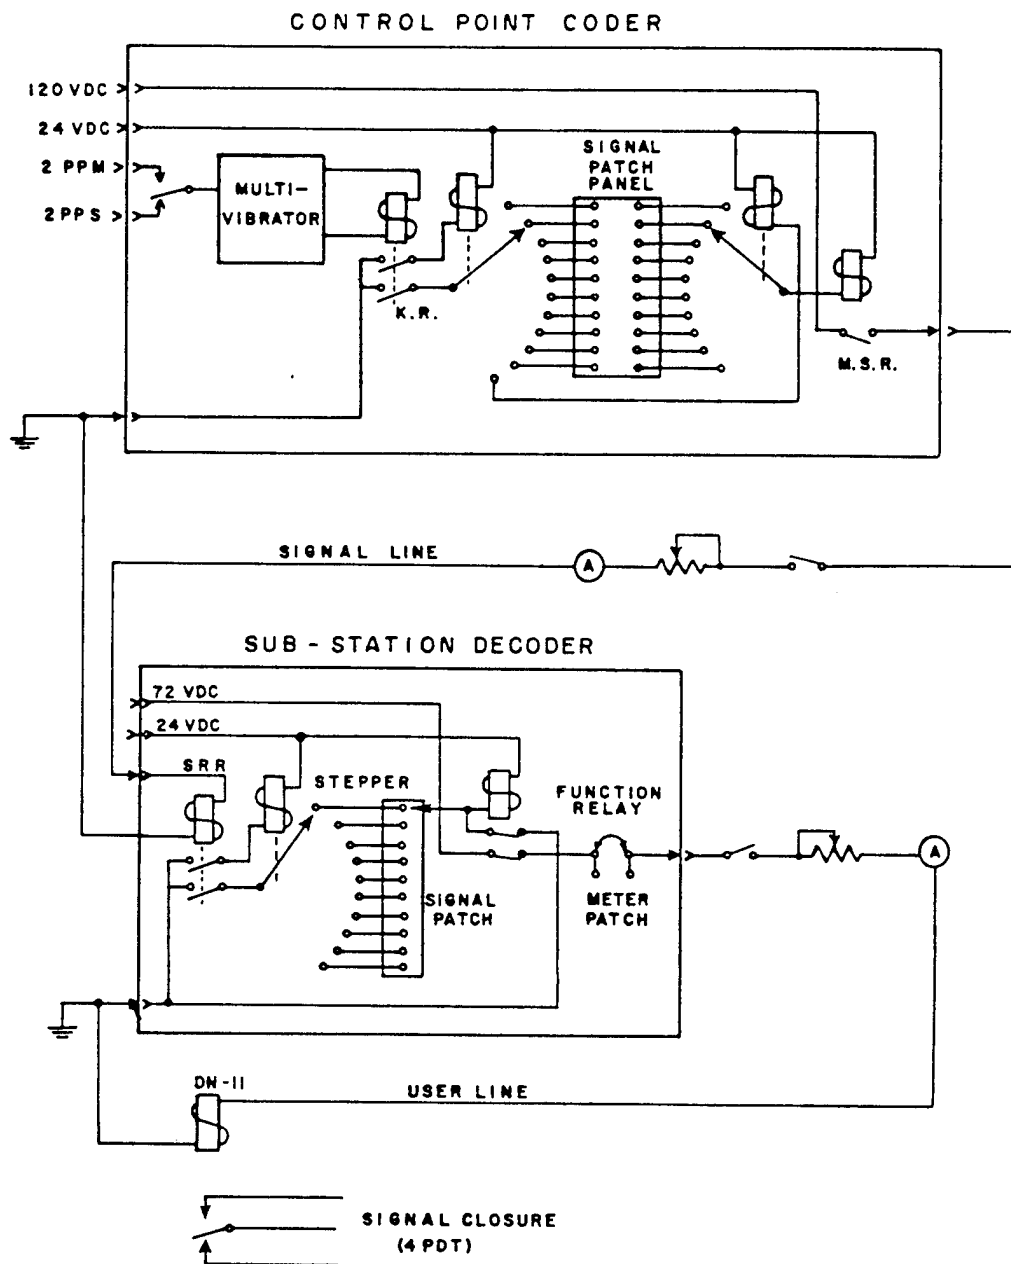 CONTROL POINT CODER
120 VDC
24 VDC
2 PPM
2 PPS
MULTI-
VIBRATOR
SIGNAL
PATCH
PANEL
K.R.
M.S.R.
SIGNAL LINE
A
SUB-STATION DECODER
72 VDC
24 VDC
SRR
STEPPER
FUNCTION
RELAY
SIGNAL
PATCH
METER
PATCH
A
DN-11
USER LINE
SIGNAL CLOSURE
(4 PDT)